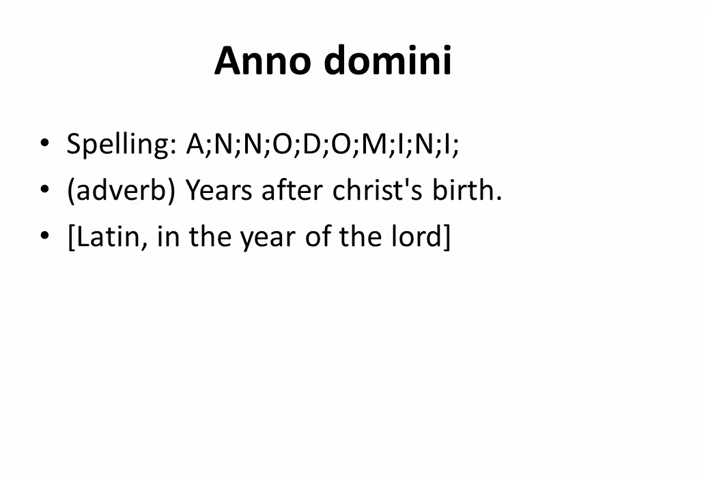 Anno domini
• Spelling: A;N;N;O;D;O;M;I;N;I;
• (adverb) Years after christ's birth.
• [Latin, in the year of the lord]